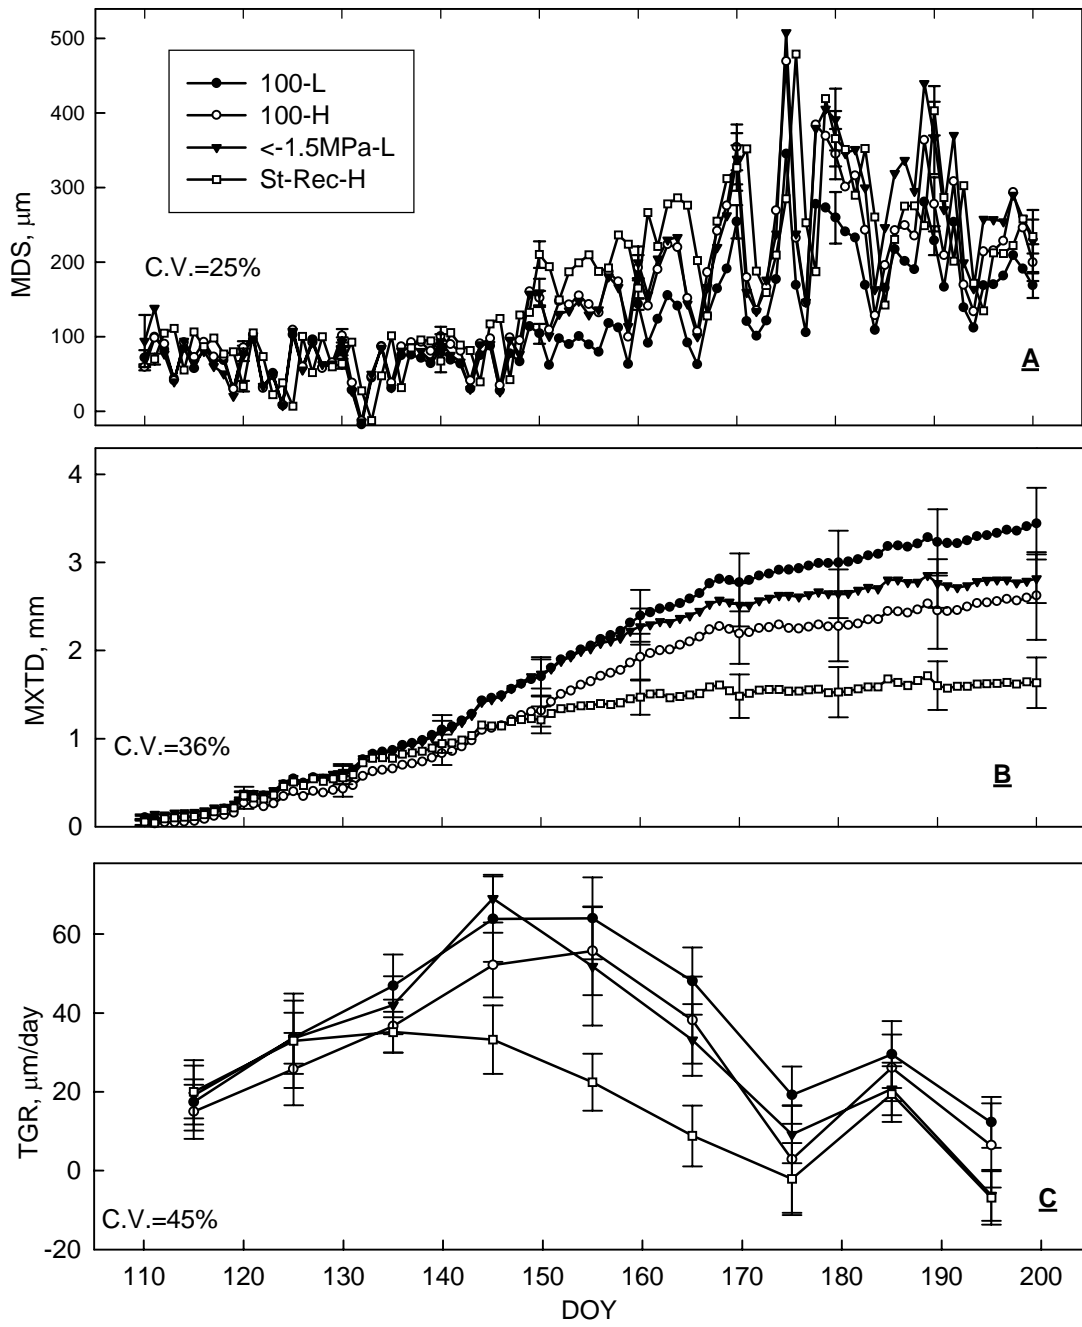 500
400
300
200
100
0
MDS, μm
100-L
100-H
<-1.5MPa-L
St-Rec-H
C.V.=25%
A
4
3
2
1
0
MXTD, mm
C.V.=36%
B
60
40
20
0
-20
TGR, μm/day
C.V.=45%
C
110 120 130 140 150 160 170 180 190 200
DOY